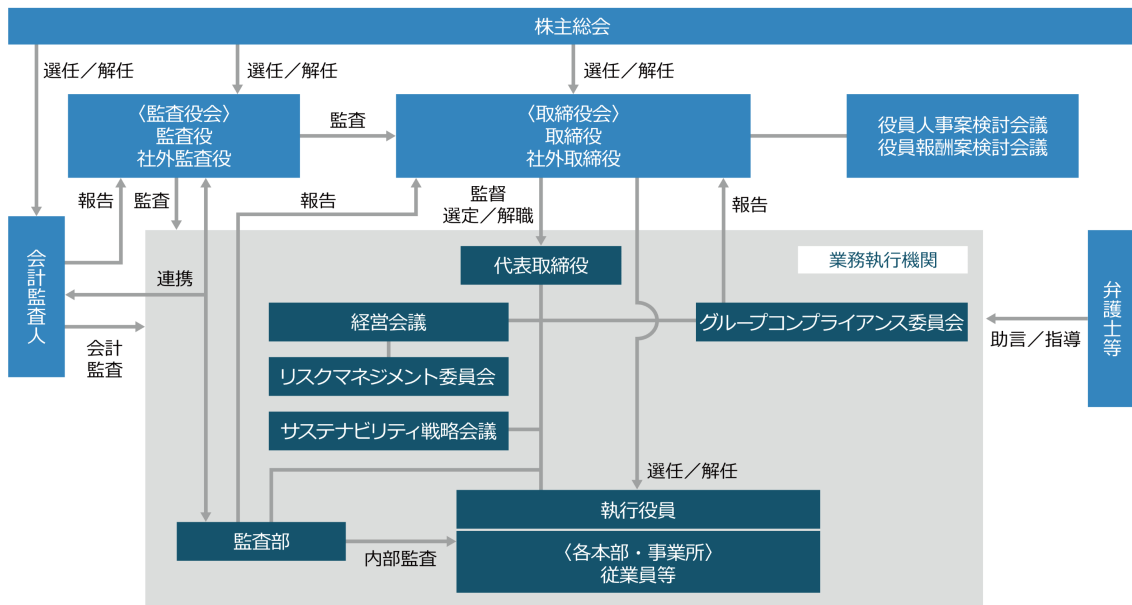 株主総会
選任／解任
選任／解任
選任／解任
〈監査役会〉
監査役
社外監査役
監査
〈取締役会〉
取締役
社外取締役
役員人事案検討会議
役員報酬案検討会議
報告
監査
報告
監督
選定／解職
報告
会計監査人
代表取締役
業務執行機関
弁護士等
連携
経営会議
グループコンプライアンス委員会
会計
監査
助言／指導
リスクマネジメント委員会
サステナビリティ戦略会議
選任／解任
執行役員
監査部
内部監査
〈各本部・事業所〉
従業員等